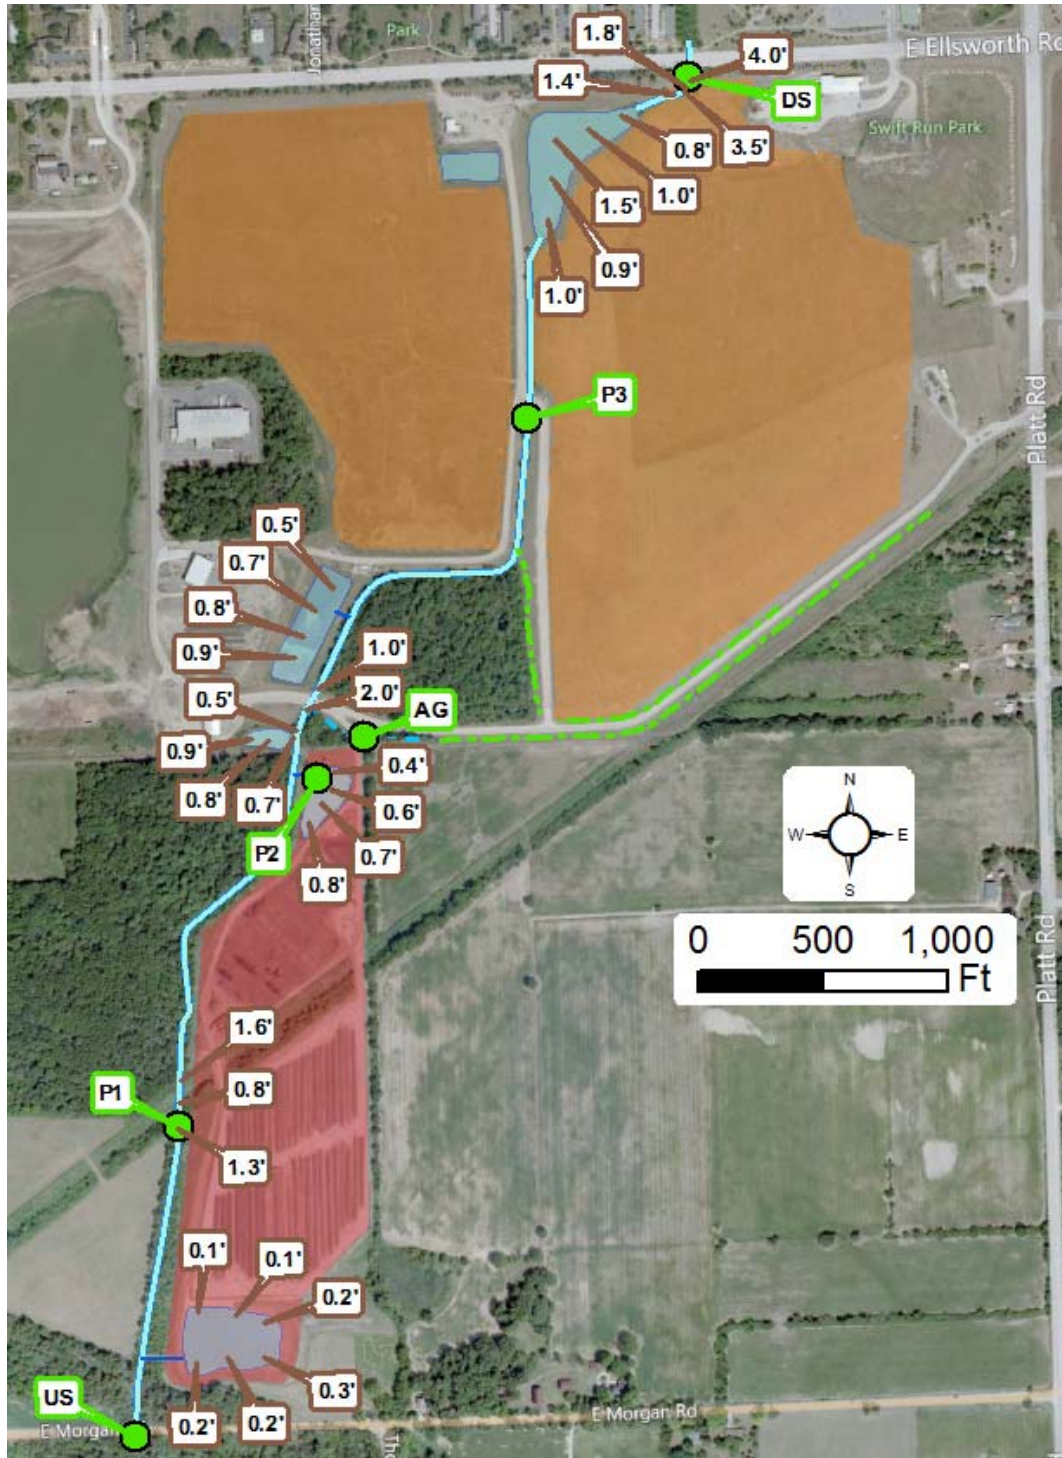 Jonathan
Park
1.8'
4.0'
E Ellsworth Rd
1.4'
DS
Swift Run Park
0.8'
3.5'
1.0'
1.5'
0.9'
1.0'
P3
Platt Rd
0.5'
0.7'
0.8'
0.9'
1.0'
2.0'
0.5'
AG
0.9'
0.4'
0.8'
0.7'
0.6'
P2
0.7'
0.8'
N
W
E
S
0 500 1,000
Ft
Platt Rd
1.6'
P1
0.8'
1.3'
0.1'
0.1'
0.2'
0.3'
US
0.2'
0.2'
E Morgan
E Morgan Rd